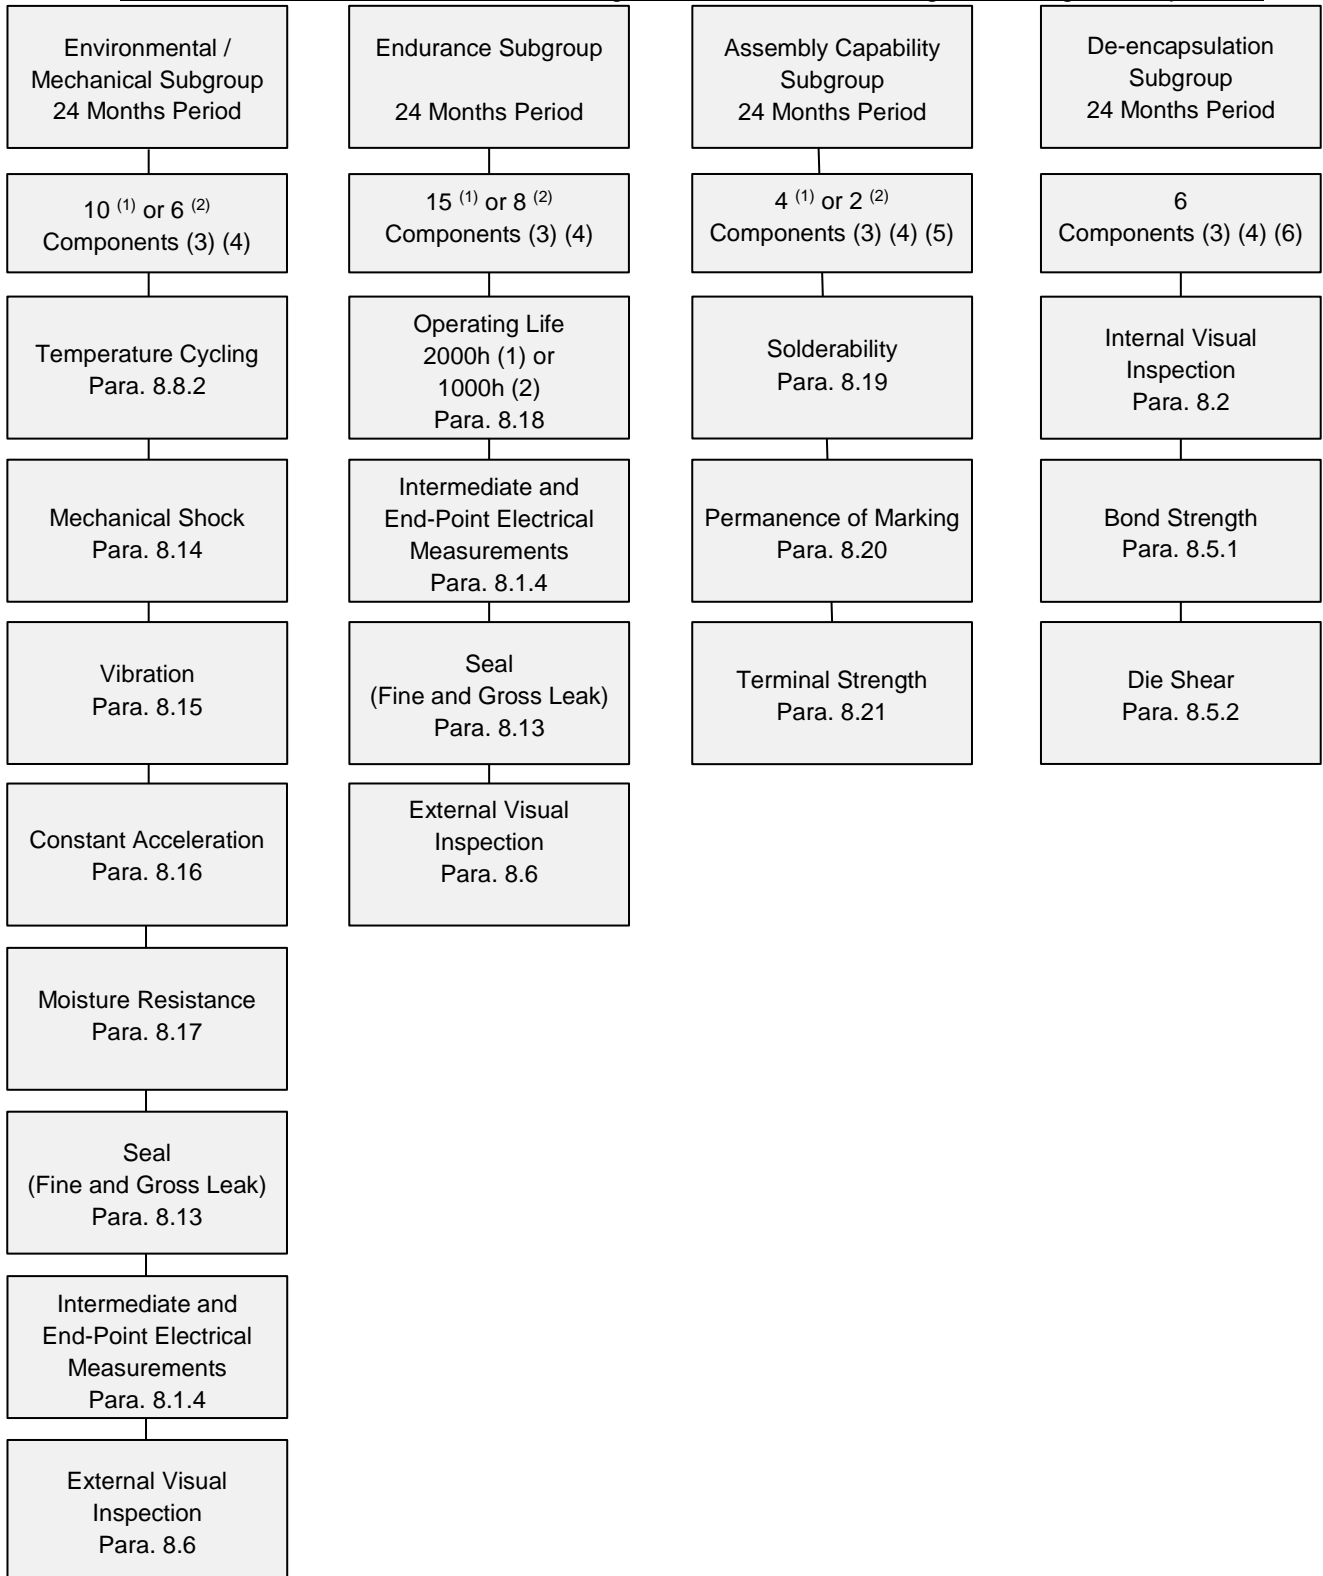 Environmental /
Mechanical Subgroup
24 Months Period
10 (1) or 6 (2)
Components (3) (4)
Temperature Cycling
Para. 8.8.2
Mechanical Shock
Para. 8.14
Vibration
Para. 8.15
Constant Acceleration
Para. 8.16
Moisture Resistance
Para. 8.17
Seal
(Fine and Gross Leak)
Para. 8.13
Intermediate and
End-Point Electrical
Measurements
Para. 8.1.4
External Visual
Inspection
Para. 8.6
Endurance Subgroup
24 Months Period
15 (1) or 8 (2)
Components (3) (4)
Operating Life
2000h (1) or
1000h (2)
Para. 8.18
Intermediate and
End-Point Electrical
Measurements
Para. 8.1.4
Seal
(Fine and Gross Leak)
Para. 8.13
External Visual
Inspection
Para. 8.6
Assembly Capability
Subgroup
24 Months Period
4 (1) or 2 (2)
Components (3) (4) (5)
Solderability
Para. 8.19
Permanence of Marking
Para. 8.20
Terminal Strength
Para. 8.21
De-encapsulation
Subgroup
24 Months Period
6
Components (3) (4) (6)
Internal Visual
Inspection
Para. 8.2
Bond Strength
Para. 8.5.1
Die Shear
Para. 8.5.2